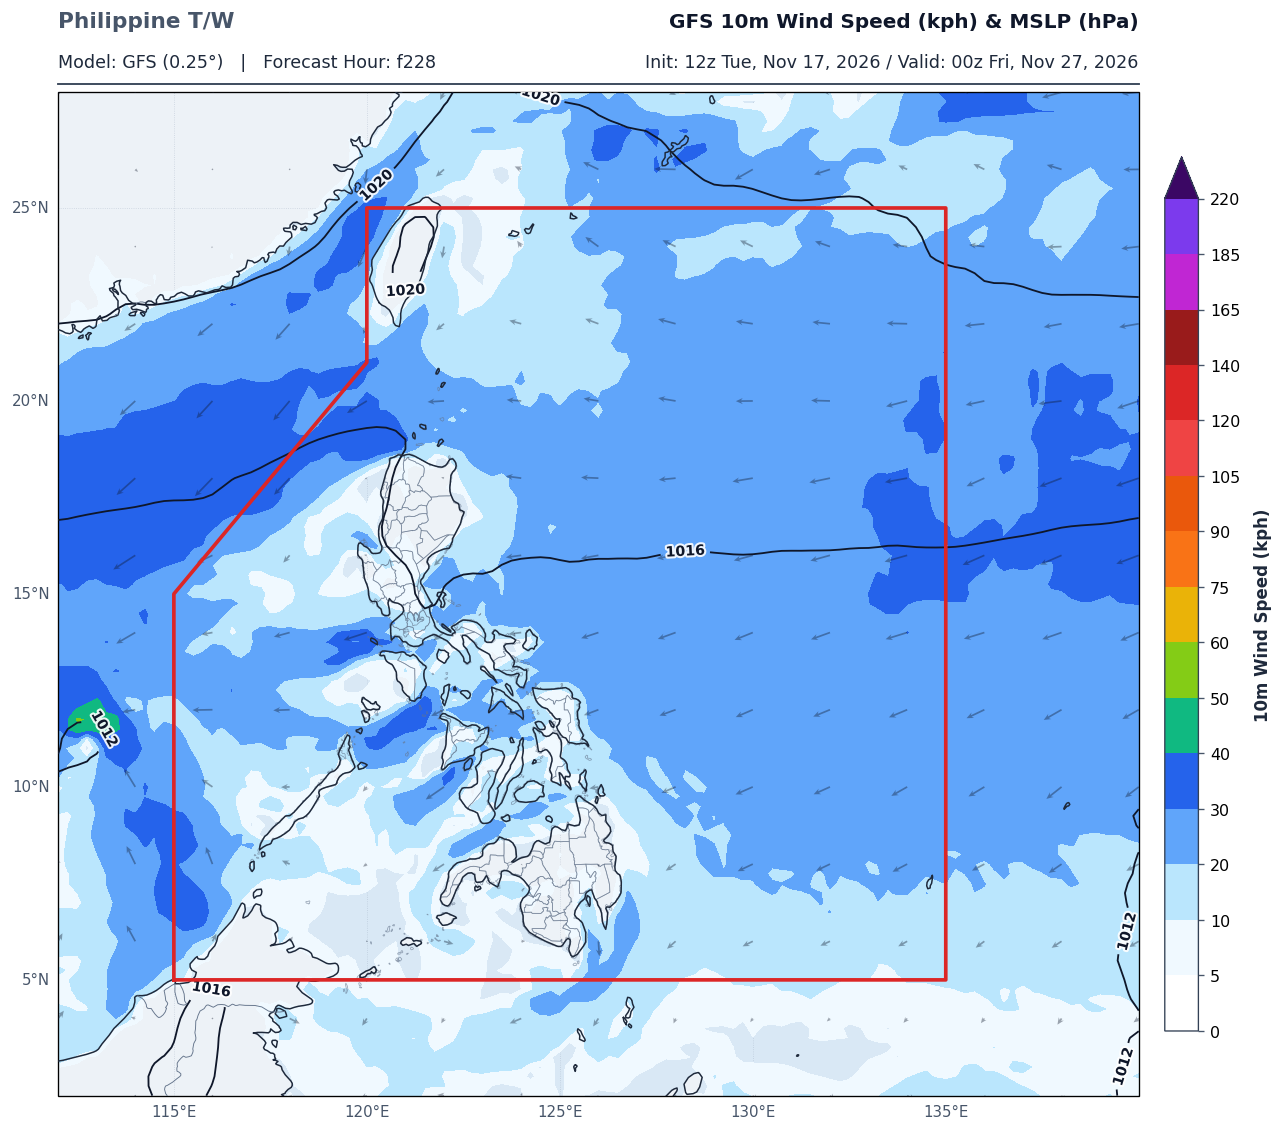 Philippine T/W
GFS 10m Wind Speed (kph) & MSLP (hPa)
Model: GFS (0.25°)   |   Forecast Hour: f228
Init: 12z Tue, Nov 17, 2026 / Valid: 00z Fri, Nov 27, 2026
1020
1020
1020
1016
1012
1012
1016
1012
25°N
20°N
15°N
10°N
5°N
115°E
120°E
125°E
130°E
135°E
220
185
165
140
120
105
90
75
60
50
40
30
20
10
5
0
10m Wind Speed (kph)